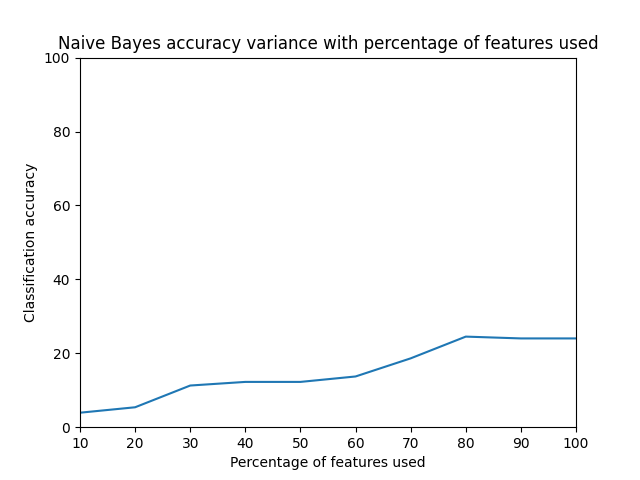 Naive Bayes accuracy variance with percentage of features used
100
80
60
40
20
0
Classification accuracy
10 20 30 40 50 60 70 80 90 100
Percentage of features used